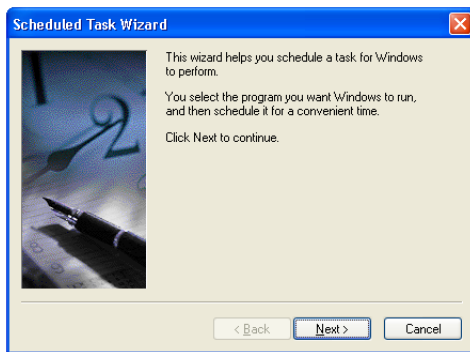 Scheduled Task Wizard
This wizard helps you schedule a task for Windows
to perform.
You select the program you want Windows to run,
and then schedule it for a convenient time.
Click Next to continue.
2
< Back
Next >
Cancel